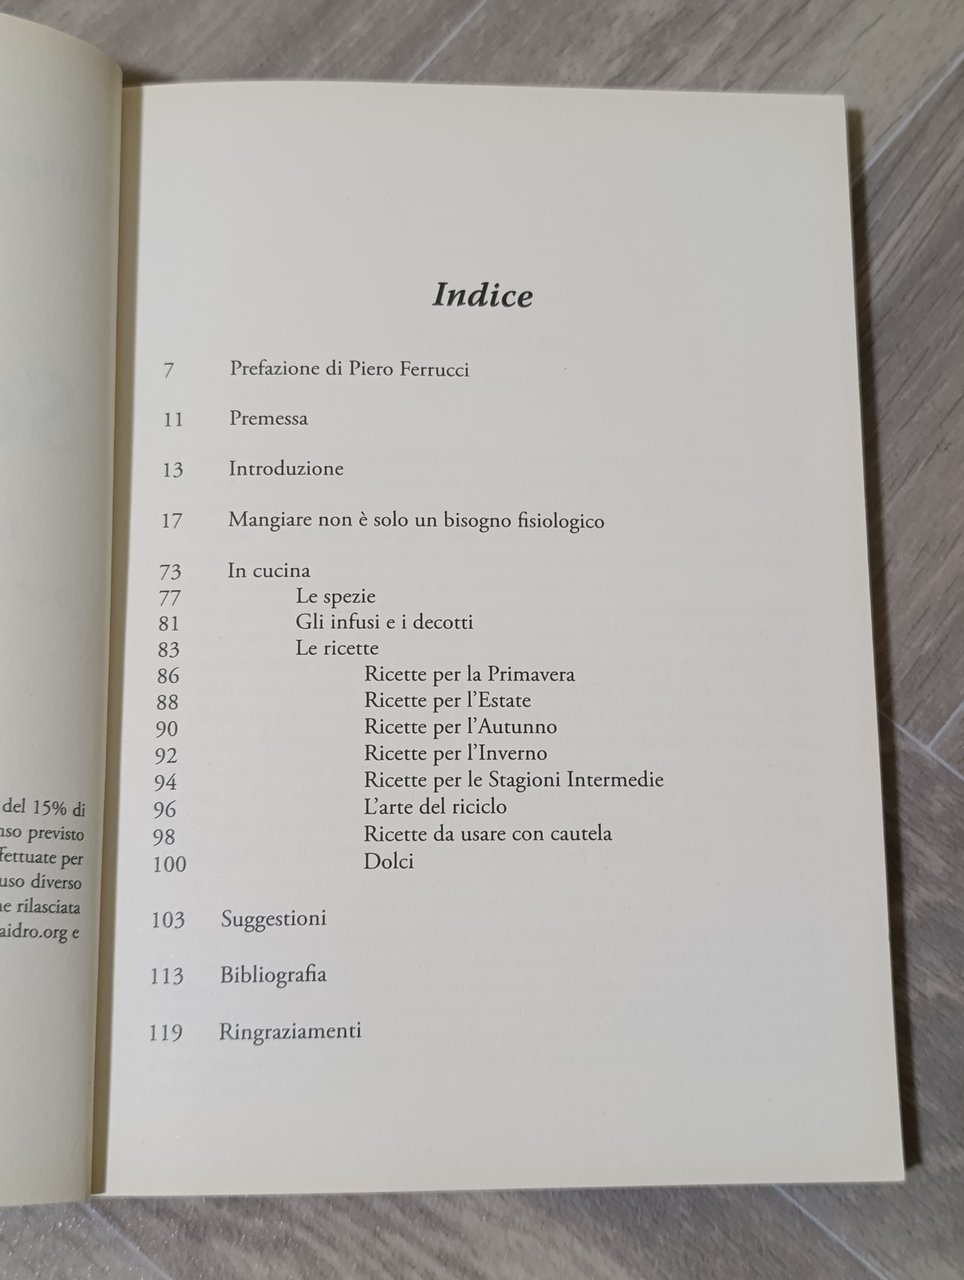 del 15% di
previsto
per
uso diverso
rilasciata
aidro.org e
Indice
7 Prefazione di Piero Ferrucci
11 Premessa
13 Introduzione
17 Mangiare non è solo un bisogno fisiologico
73 In cucina
77 Le spezie
81 Gli infusi e i decotti
83 Le ricette
86 Ricette per la Primavera
88 Ricette per l'Estate
90 Ricette per l'Autunno
92 Ricette per l'Inverno
94 Ricette per le Stagioni Intermedie
96 L'arte del riciclo
98 Ricette da usare con cautela
100 Dolci
103 Suggestioni
113 Bibliografia
119 Ringraziamenti